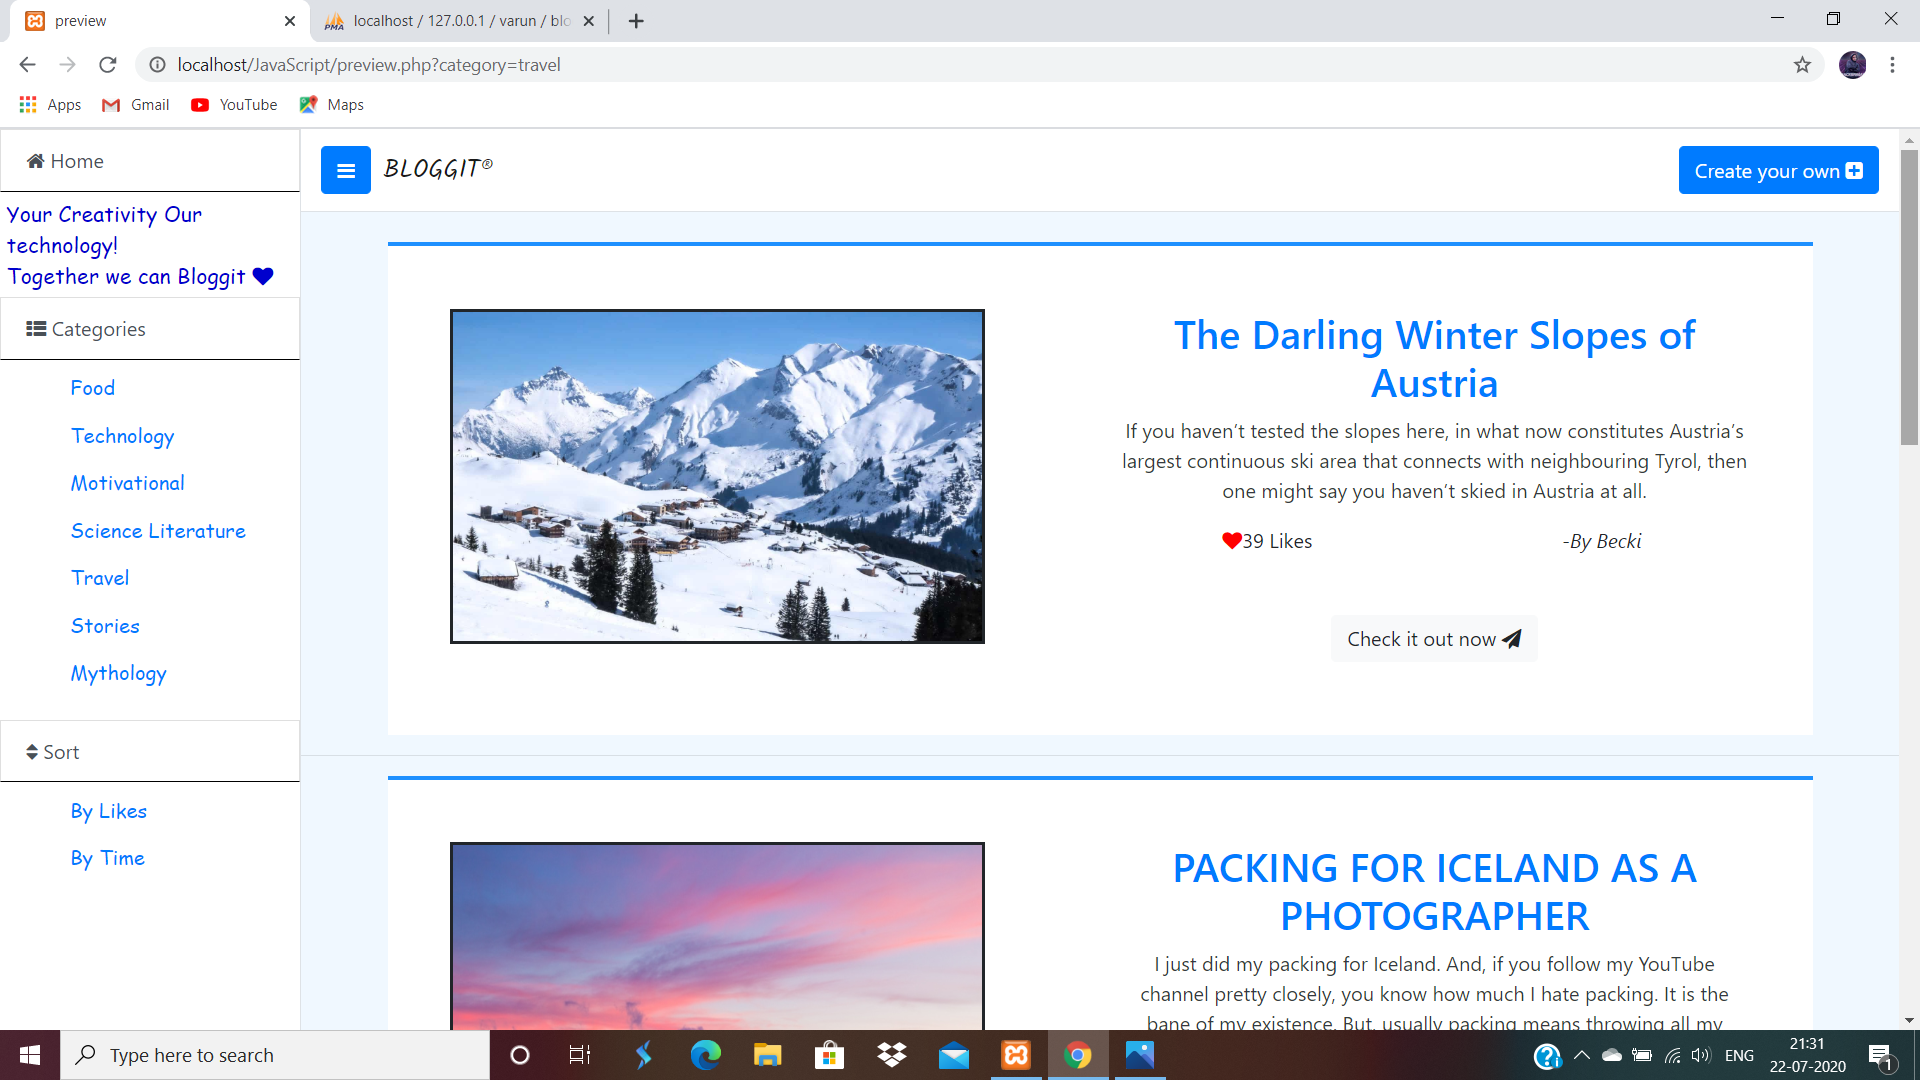 preview
localhost / 127.0.0.1 / varun / blo
localhost/JavaScript/preview.php?category=travel
Apps
Gmail
YouTube
Maps
Home
Your Creativity Our
technology!
Together we can Bloggit
Categories
Food
Technology
Motivational
Science Literature
Travel
Stories
Mythology
Sort
By Likes
By Time
BLOGGIT®
Create your own
The Darling Winter Slopes of
Austria
If you haven’t tested the slopes here, in what now constitutes Austria’s
largest continuous ski area that connects with neighbouring Tyrol, then
one might say you haven’t skied in Austria at all.
39 Likes
-By Becki
Check it out now
PACKING FOR ICELAND AS A
PHOTOGRAPHER
I just did my packing for Iceland. And, if you follow my YouTube
channel pretty closely, you know how much I hate packing. It is the
bane of my existence. But, usually packing means throwing all my
Type here to search
ENG
21:31
22-07-2020
1